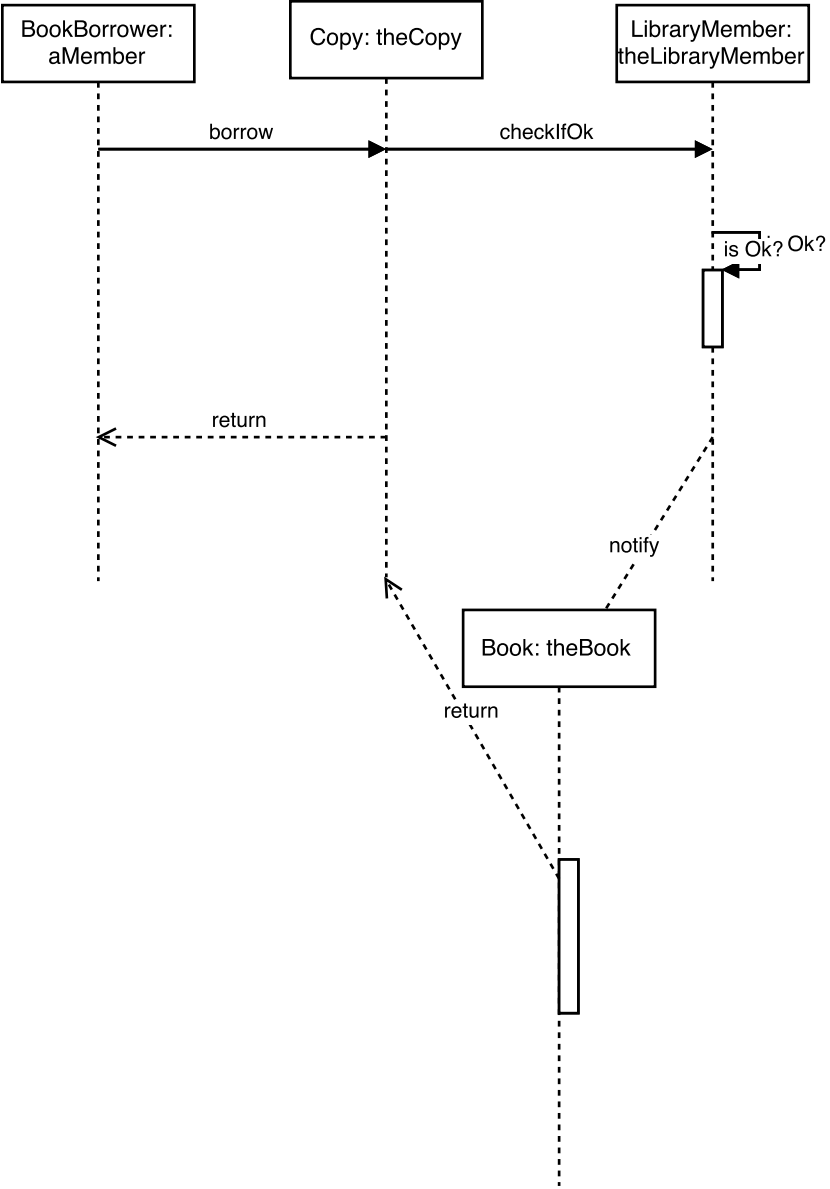 BookBorrower:
aMember
Copy: theCopy
LibraryMember:
theLibraryMember
borrow
checkIfOk
is Ok?
Ok?
return
notify
Book: theBook
return